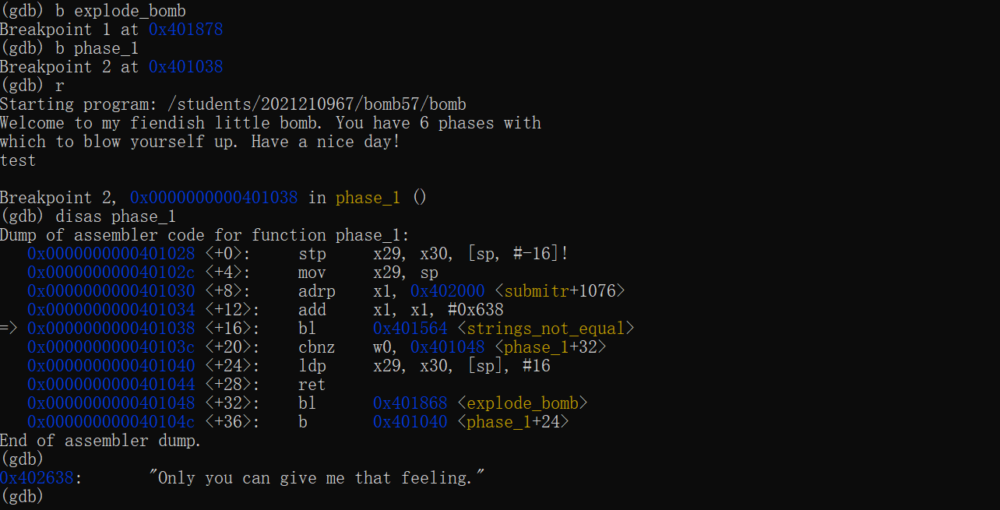 (gdb) b explode_bomb
Breakpoint 1 at 0x401878
(gdb) b phase_1
Breakpoint 2 at 0x401038
(gdb) r
Starting program: /students/2021210967/bomb57/bomb
Welcome to my fiendish little bomb. You have 6 phases with
which to blow yourself up. Have a nice day!
test
Breakpoint 2, 0x0000000000401038 in phase_1 ()
(gdb) disas phase_1
Dump of assembler code for function phase_1:
   0x0000000000401028 <+0>:     stp     x29, x30, [sp, #-16]!
   0x000000000040102c <+4>:     mov     x29, sp
   0x0000000000401030 <+8>:     adrp    x1, 0x402000 <submitr+1076>
   0x0000000000401034 <+12>:    add     x1, x1, #0x638
=> 0x0000000000401038 <+16>:    bl      0x401564 <strings_not_equal>
   0x000000000040103c <+20>:    cbnz    w0, 0x401048 <phase_1+32>
   0x0000000000401040 <+24>:    ldp     x29, x30, [sp], #16
   0x0000000000401044 <+28>:    ret
   0x0000000000401048 <+32>:    bl      0x401868 <explode_bomb>
   0x000000000040104c <+36>:    b       0x401040 <phase_1+24>
End of assembler dump.
(gdb)
0x402638:       "Only you can give me that feeling."
(gdb)